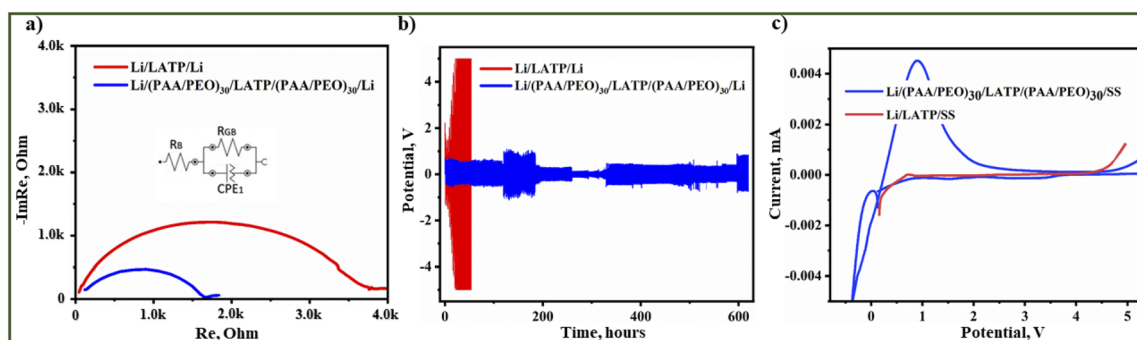 a)
4.0k
3.0k
2.0k
1.0k
0
0
1.0k
2.0k
3.0k
4.0k
-ImRe, Ohm
Re, Ohm
Li/LATP/Li
Li/(PAA/PEO)30/LATP/(PAA/PEO)30/Li
RB
RGB
CPE1
b)
4
2
0
-2
-4
0
200
400
600
Potential, V
Time, hours
Li/LATP/Li
Li/(PAA/PEO)30/LATP/(PAA/PEO)30/Li
c)
0.004
0.002
0.000
-0.002
-0.004
0
1
2
3
4
5
Current, mA
Potential, V
Li/(PAA/PEO)30/LATP/(PAA/PEO)30/SS
Li/LATP/SS